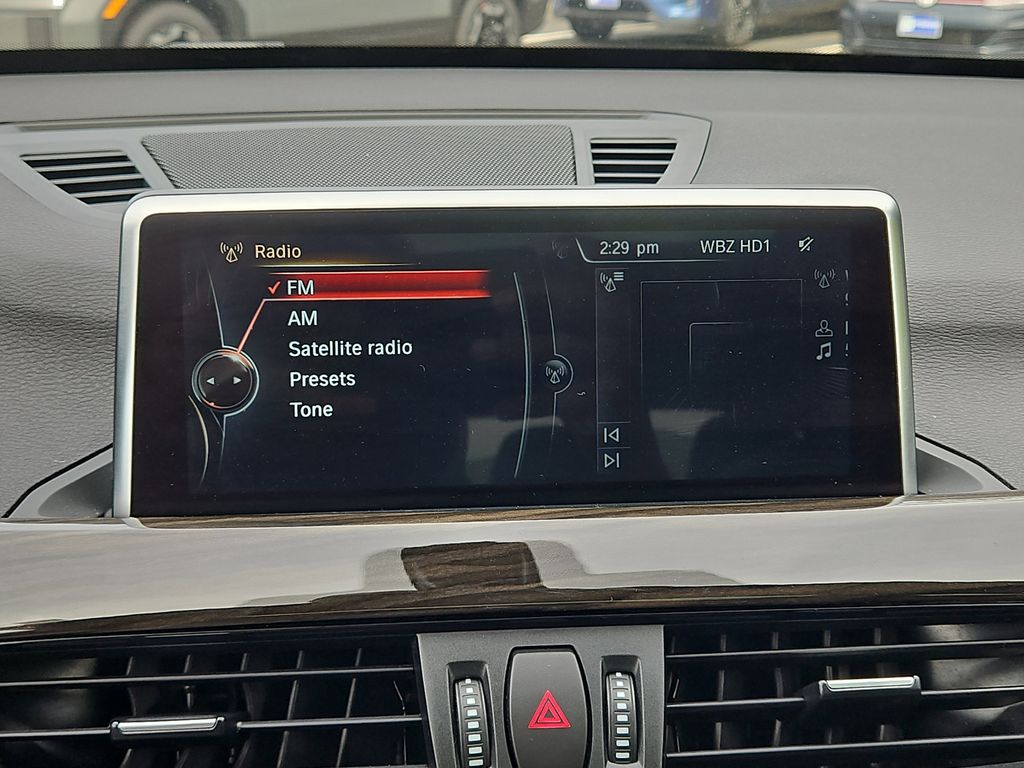 Radio
2:29 pm
WBZ HD1
FM
AM
Satellite radio
Presets
Tone